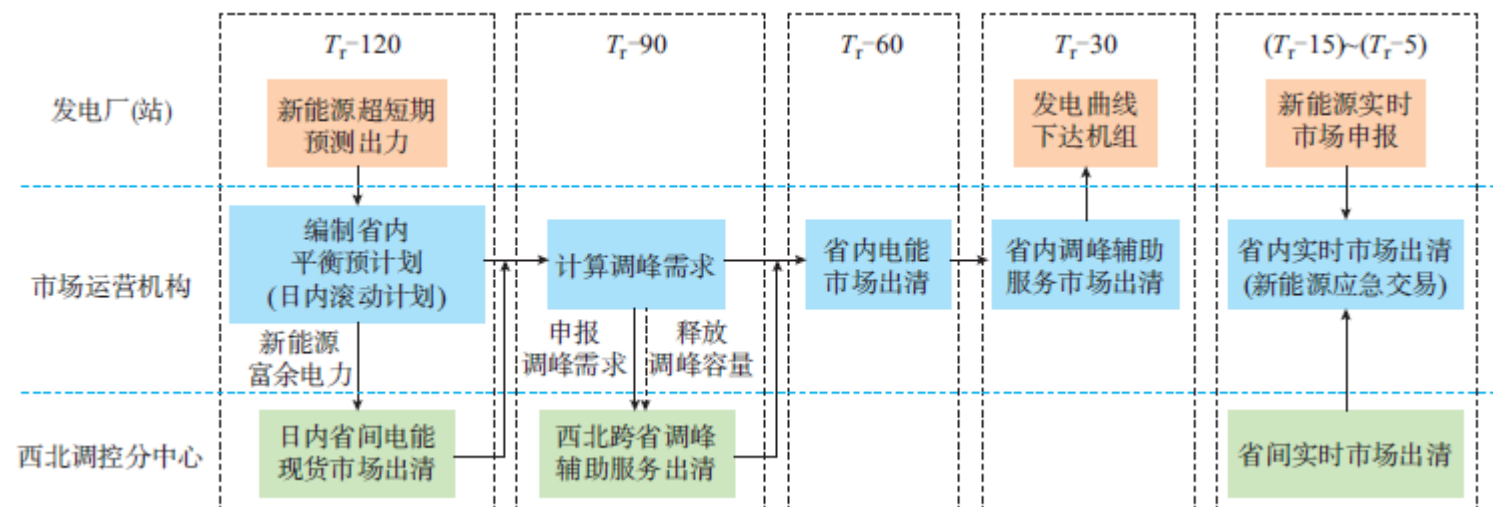 T_r-120
T_r-90
T_r-60
T_r-30
(T_r-15)~(T_r-5)
发电厂(站)
新能源超短期
预测出力
发电曲线
下达机组
新能源实时
市场申报
市场运营机构
编制省内
平衡预计划
(日内滚动计划)
计算调峰需求
省内电能
市场出清
省内调峰辅助
服务市场出清
省内实时市场出清
(新能源应急交易)
新能源
富余电力
申报
调峰需求
释放
调峰容量
西北调控分中心
日内省间电能
现货市场出清
西北跨省调峰
辅助服务出清
省间实时市场出清